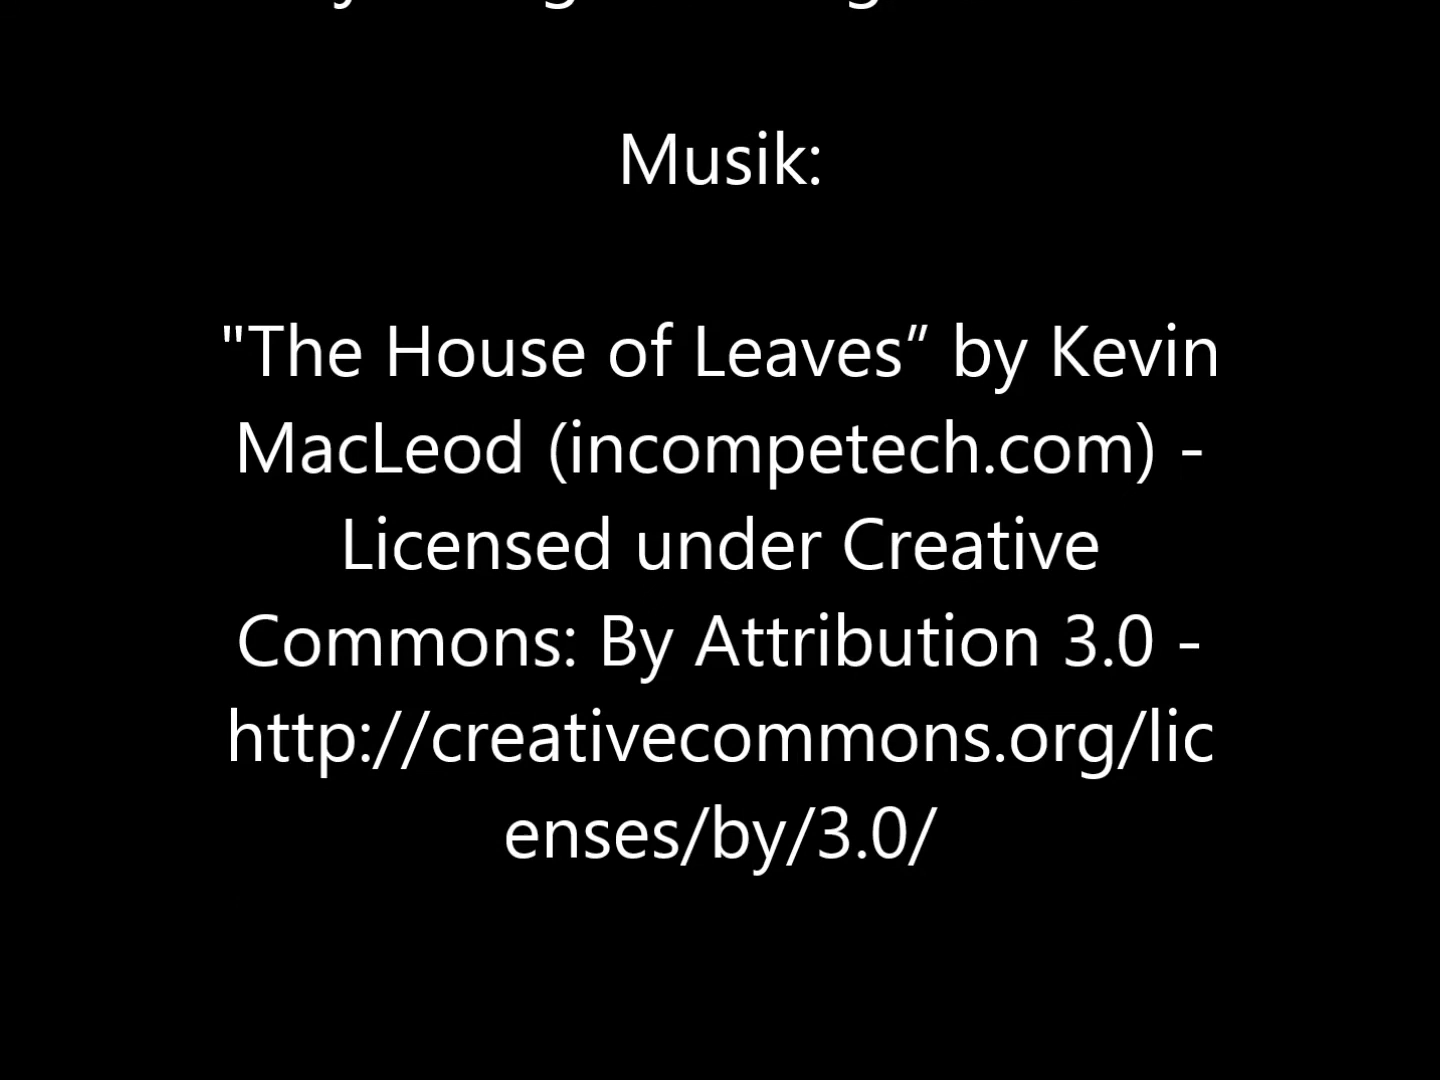 Musik:
"The House of Leaves” by Kevin
MacLeod (incompetech.com) -
Licensed under Creative
Commons: By Attribution 3.0 -
http://creativecommons.org/lic
enses/by/3.0/